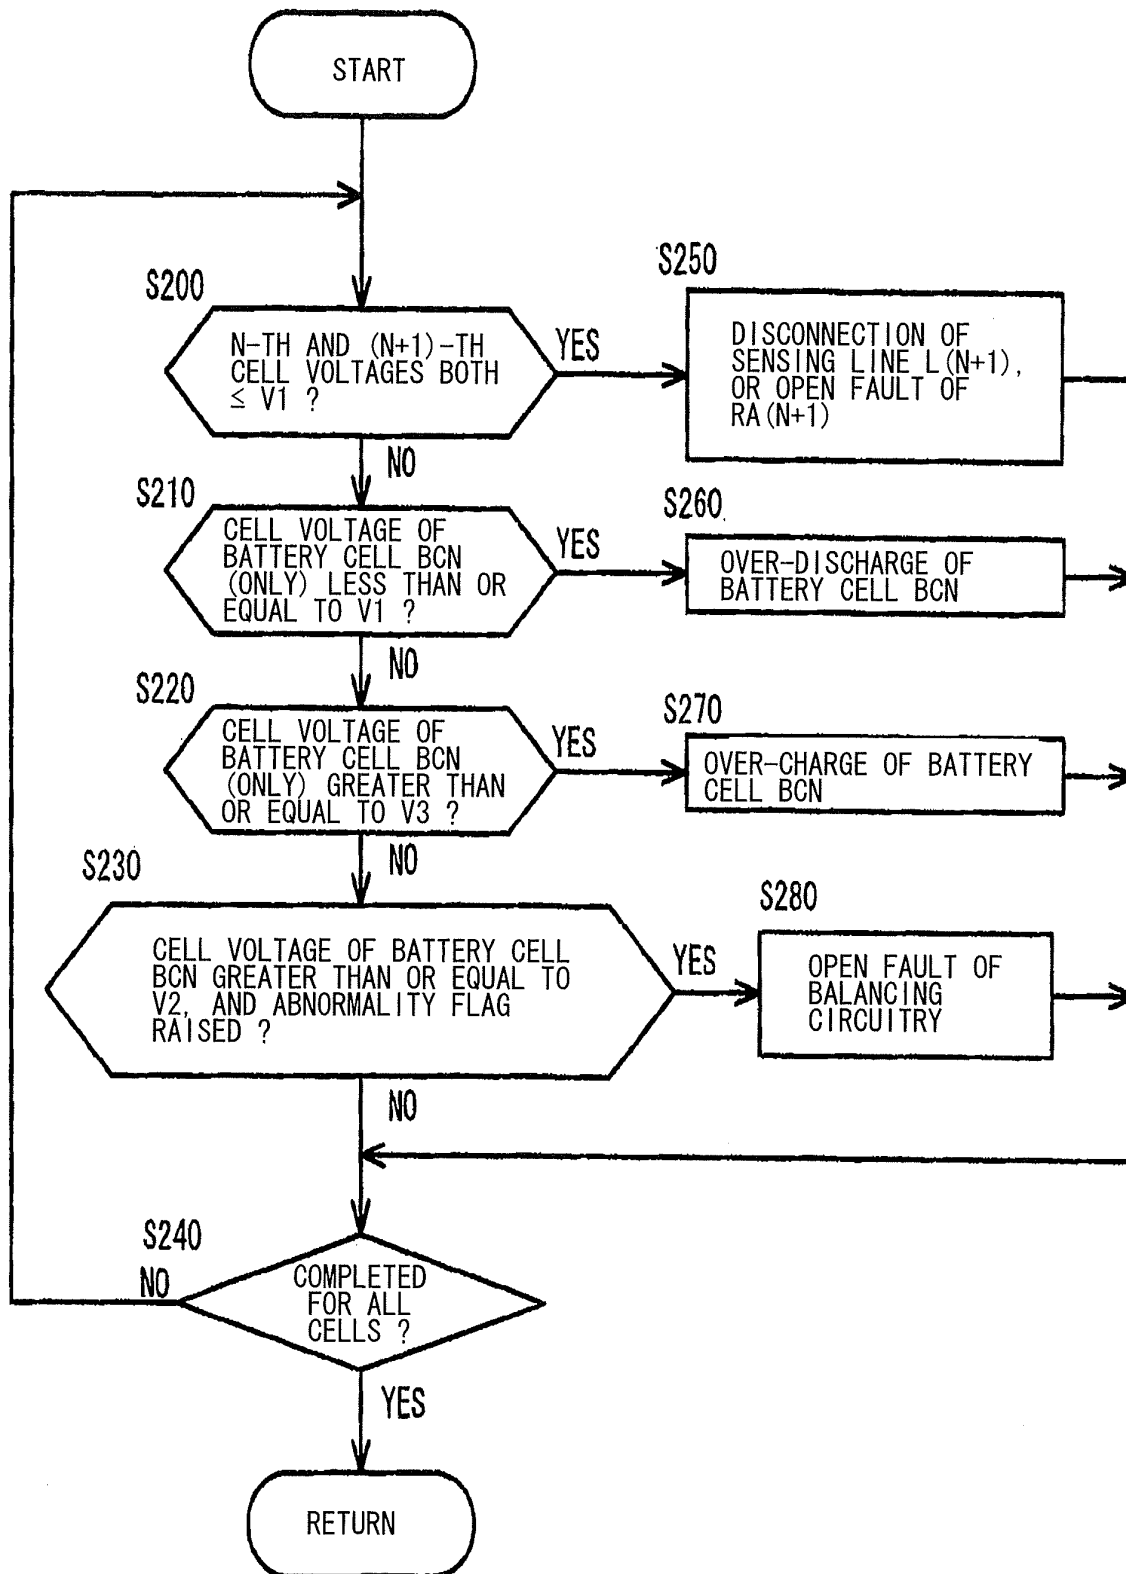 START
S200
N-TH AND (N+1)-TH
CELL VOLTAGES BOTH
≤ V1 ?
YES
NO
S250
DISCONNECTION OF
SENSING LINE L(N+1),
OR OPEN FAULT OF
RA(N+1)
S210
CELL VOLTAGE OF
BATTERY CELL BCN
(ONLY) LESS THAN OR
EQUAL TO V1 ?
YES
NO
S260
OVER-DISCHARGE OF
BATTERY CELL BCN
S220
CELL VOLTAGE OF
BATTERY CELL BCN
(ONLY) GREATER THAN
OR EQUAL TO V3 ?
YES
NO
S270
OVER-CHARGE OF BATTERY
CELL BCN
S230
CELL VOLTAGE OF BATTERY CELL
BCN GREATER THAN OR EQUAL TO
V2, AND ABNORMALITY FLAG
RAISED ?
YES
NO
S280
OPEN FAULT OF
BALANCING
CIRCUITRY
S240
NO
COMPLETED
FOR ALL
CELLS ?
YES
RETURN